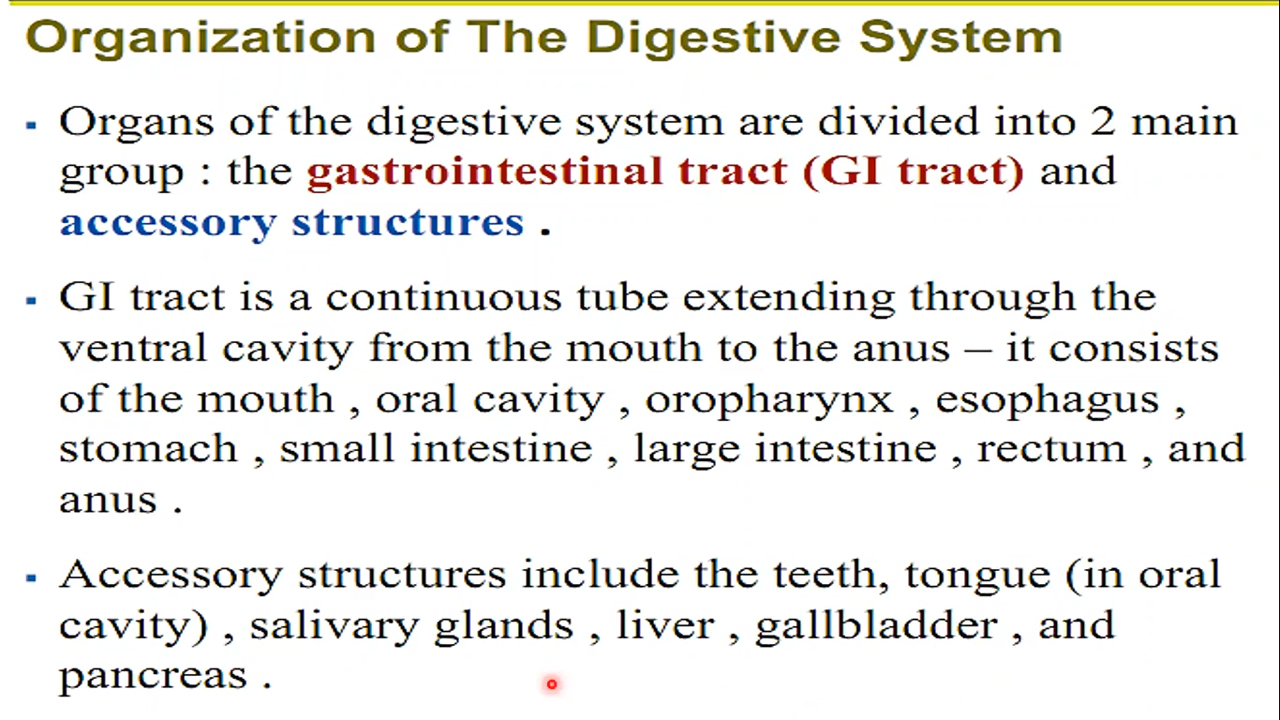 Organization of The Digestive System
▪ Organs of the digestive system are divided into 2 main
group : the gastrointestinal tract (GI tract) and
accessory structures .
▪ GI tract is a continuous tube extending through the
ventral cavity from the mouth to the anus – it consists
of the mouth , oral cavity , oropharynx , esophagus ,
stomach , small intestine , large intestine , rectum , and
anus .
▪ Accessory structures include the teeth, tongue (in oral
cavity) , salivary glands , liver , gallbladder , and
pancreas .